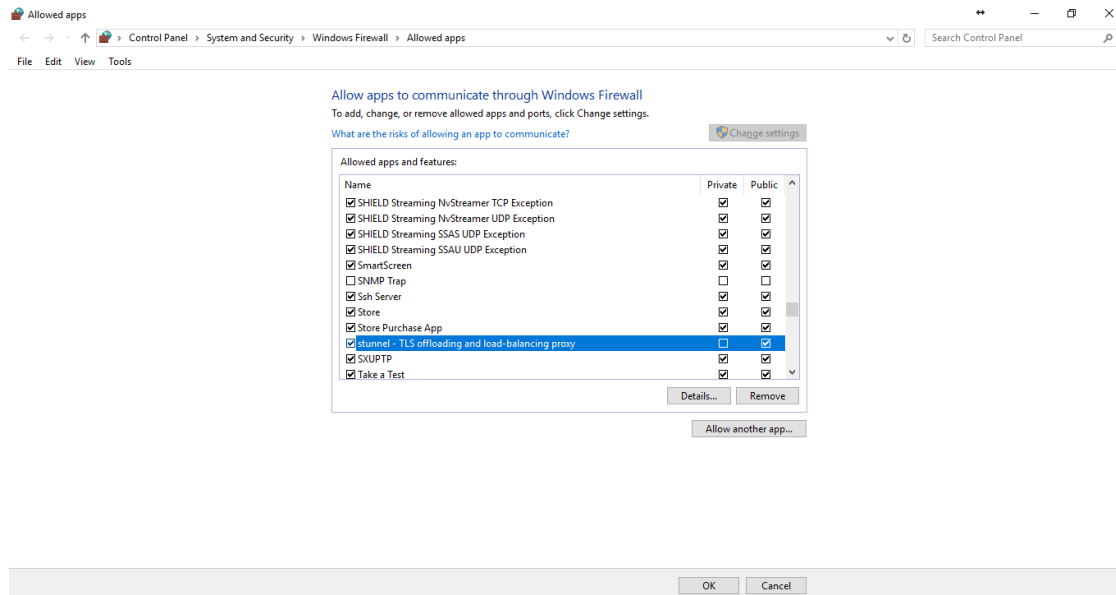 Allowed apps
Control Panel > System and Security > Windows Firewall > Allowed apps
Search Control Panel
File Edit View Tools
Allow apps to communicate through Windows Firewall
To add, change, or remove allowed apps and ports, click Change settings.
What are the risks of allowing an app to communicate?
Change settings
Allowed apps and features:
Name Private Public
SHIELD Streaming NvStreamer TCP Exception
SHIELD Streaming NvStreamer UDP Exception
SHIELD Streaming SSAS UDP Exception
SHIELD Streaming SSAU UDP Exception
SmartScreen
SNMP Trap
Ssh Server
Store
Store Purchase App
stunnel - TLS offloading and load-balancing proxy
SXUPTP
Take a Test
Details... Remove
Allow another app...
OK Cancel